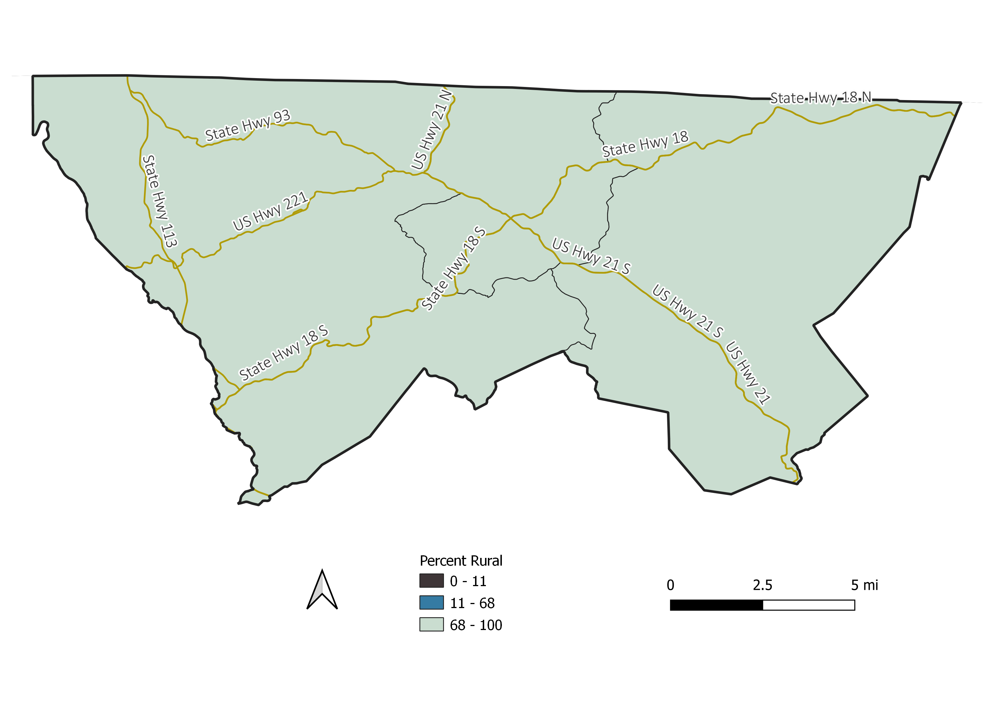 State Hwy 18 N
US Hwy 21 N
State Hwy 93
State Hwy 18
State Hwy 113
US Hwy 221
State Hwy 18 S
US Hwy 21 S
US Hwy 21 S
State Hwy 18 S
US Hwy 21
Percent Rural
0 - 11
11 - 68
68 - 100
0 2.5 5 mi